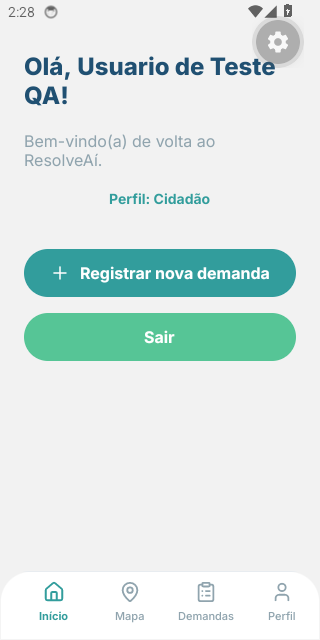 2:28
Olá, Usuario de Teste
QA!
Bem-vindo(a) de volta ao
ResolveAí.
Perfil: Cidadão
Registrar nova demanda
Sair
Início
Mapa
Demandas
Perfil